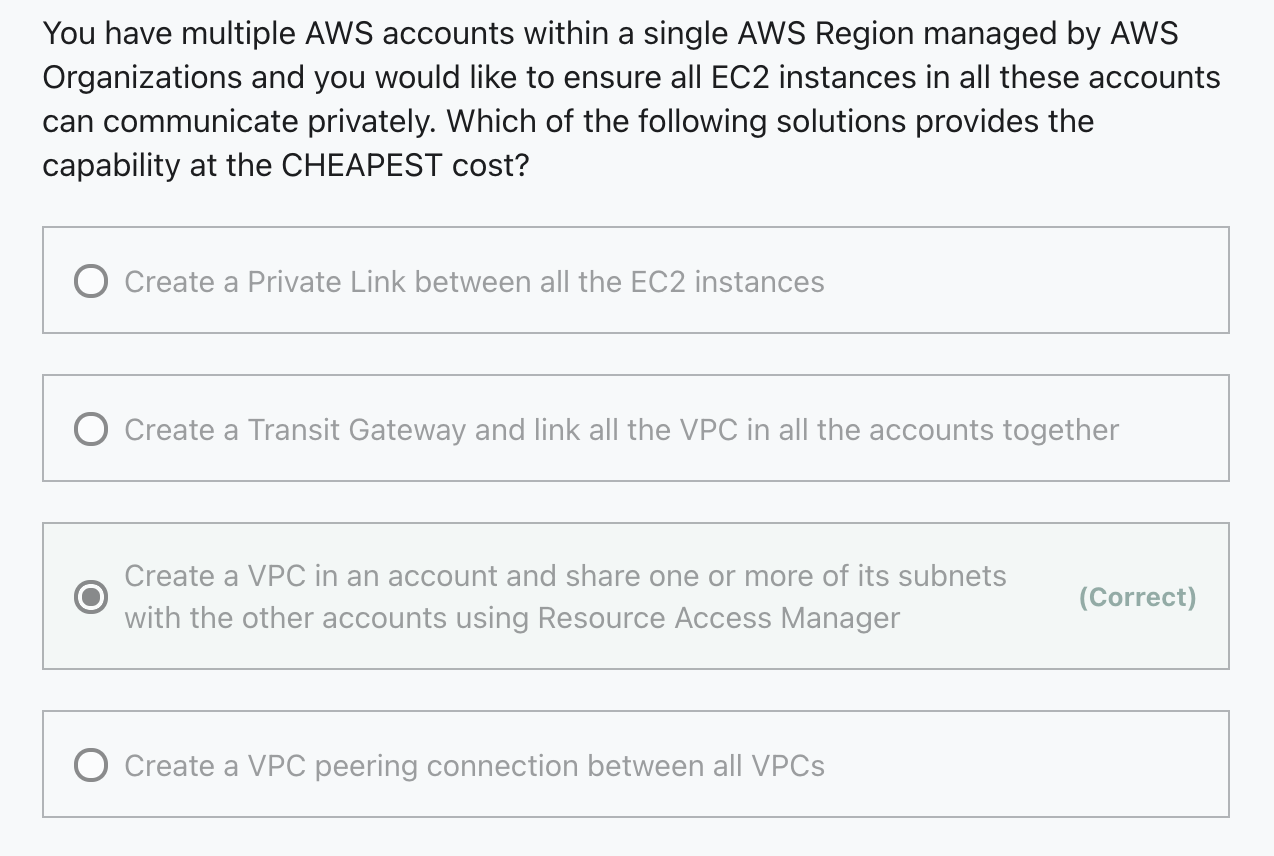 You have multiple AWS accounts within a single AWS Region managed by AWS
Organizations and you would like to ensure all EC2 instances in all these accounts
can communicate privately. Which of the following solutions provides the
capability at the CHEAPEST cost?
Create a Private Link between all the EC2 instances
Create a Transit Gateway and link all the VPC in all the accounts together
Create a VPC in an account and share one or more of its subnets
with the other accounts using Resource Access Manager
(Correct)
Create a VPC peering connection between all VPCs